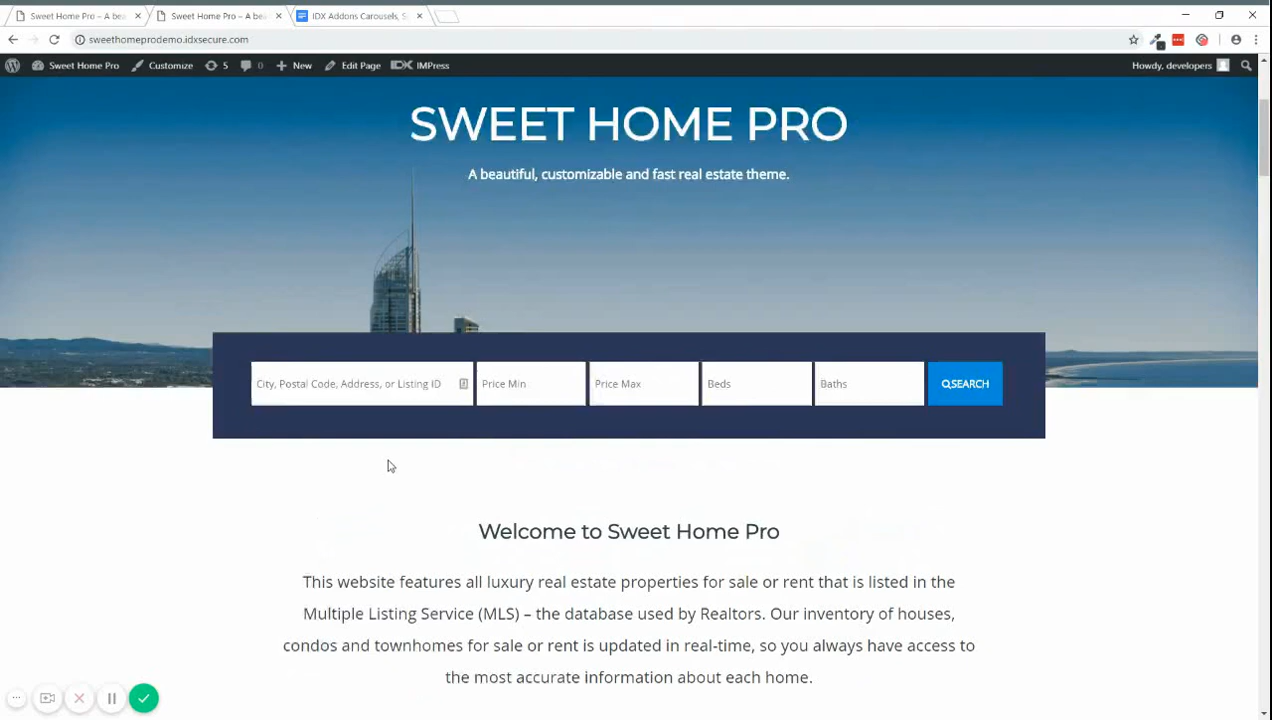 Sweet Home Pro – A bea
Sweet Home Pro – A bea
IDX Addons Carousels, S
sweethomeprodemo.idxsecure.com
Sweet Home Pro
Customize
5
0
New
Edit Page
IDX IMPress
Howdy, developers
SWEET HOME PRO
A beautiful, customizable and fast real estate theme.
City, Postal Code, Address, or Listing ID
Price Min
Price Max
Beds
Baths
SEARCH
Welcome to Sweet Home Pro
This website features all luxury real estate properties for sale or rent that is listed in the
Multiple Listing Service (MLS) – the database used by Realtors. Our inventory of houses,
condos and townhomes for sale or rent is updated in real-time, so you always have access to
the most accurate information about each home.